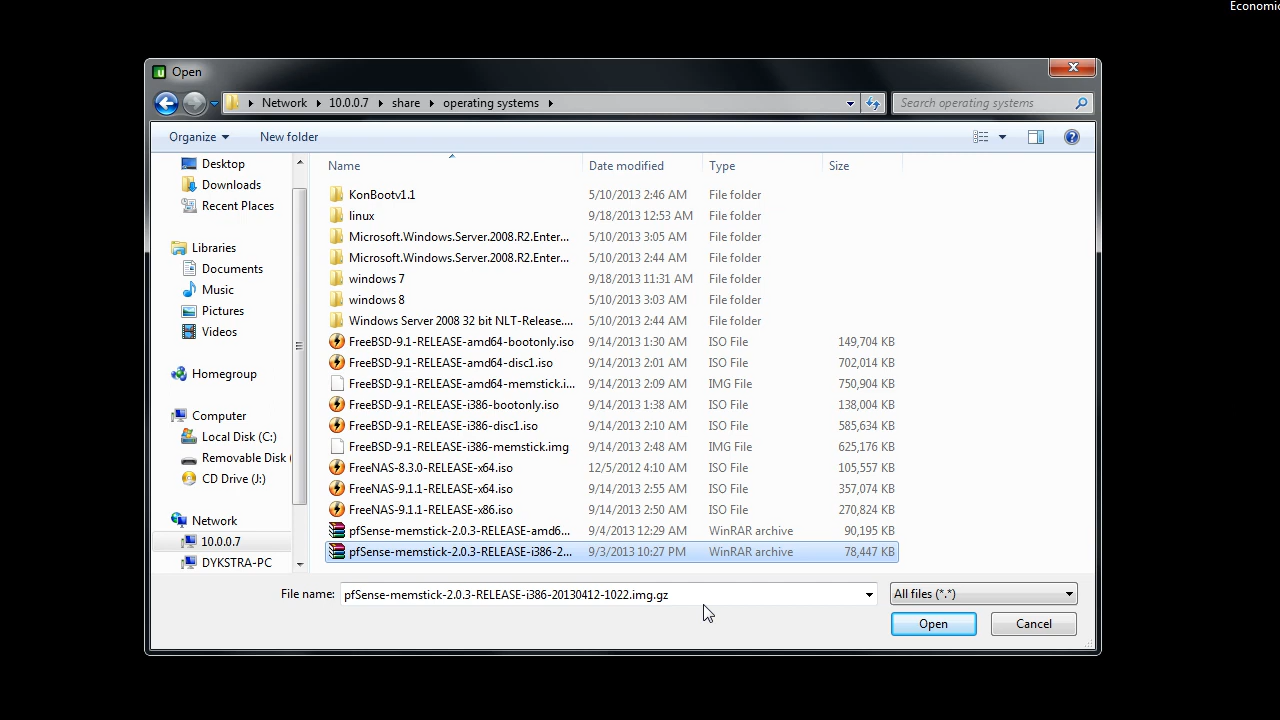 Economic
Open
Network 10.0.0.7 share operating systems
Search operating systems
Organize New folder
Name Date modified Type Size
Desktop
Downloads
Recent Places
Libraries
Documents
Music
Pictures
Videos
Homegroup
Computer
Local Disk (C:)
Removable Disk (
CD Drive (J:)
Network
10.0.0.7
DYKSTRA-PC
KonBootv1.1 5/10/2013 2:46 AM File folder
linux 9/18/2013 12:53 AM File folder
Microsoft.Windows.Server.2008.R2.Enter... 5/10/2013 3:05 AM File folder
Microsoft.Windows.Server.2008.R2.Enter... 5/10/2013 2:44 AM File folder
windows 7 9/18/2013 11:31 AM File folder
windows 8 5/10/2013 3:03 AM File folder
Windows Server 2008 32 bit NLT-Release.... 5/10/2013 2:44 AM File folder
FreeBSD-9.1-RELEASE-amd64-bootonly.iso 9/14/2013 1:30 AM ISO File 149,704 KB
FreeBSD-9.1-RELEASE-amd64-disc1.iso 9/14/2013 2:01 AM ISO File 702,014 KB
FreeBSD-9.1-RELEASE-amd64-memstick.i... 9/14/2013 2:09 AM IMG File 750,904 KB
FreeBSD-9.1-RELEASE-i386-bootonly.iso 9/14/2013 1:38 AM ISO File 138,004 KB
FreeBSD-9.1-RELEASE-i386-disc1.iso 9/14/2013 2:10 AM ISO File 585,634 KB
FreeBSD-9.1-RELEASE-i386-memstick.img 9/14/2013 2:48 AM IMG File 625,176 KB
FreeNAS-8.3.0-RELEASE-x64.iso 12/5/2012 4:10 AM ISO File 105,557 KB
FreeNAS-9.1.1-RELEASE-x64.iso 9/14/2013 2:55 AM ISO File 357,074 KB
FreeNAS-9.1.1-RELEASE-x86.iso 9/14/2013 2:50 AM ISO File 270,824 KB
pfSense-memstick-2.0.3-RELEASE-amd6... 9/4/2013 12:29 AM WinRAR archive 90,195 KB
pfSense-memstick-2.0.3-RELEASE-i386-2... 9/3/2013 10:27 PM WinRAR archive 78,447 KB
File name: pfSense-memstick-2.0.3-RELEASE-i386-20130412-1022.img.gz All files (*.*)
Open Cancel